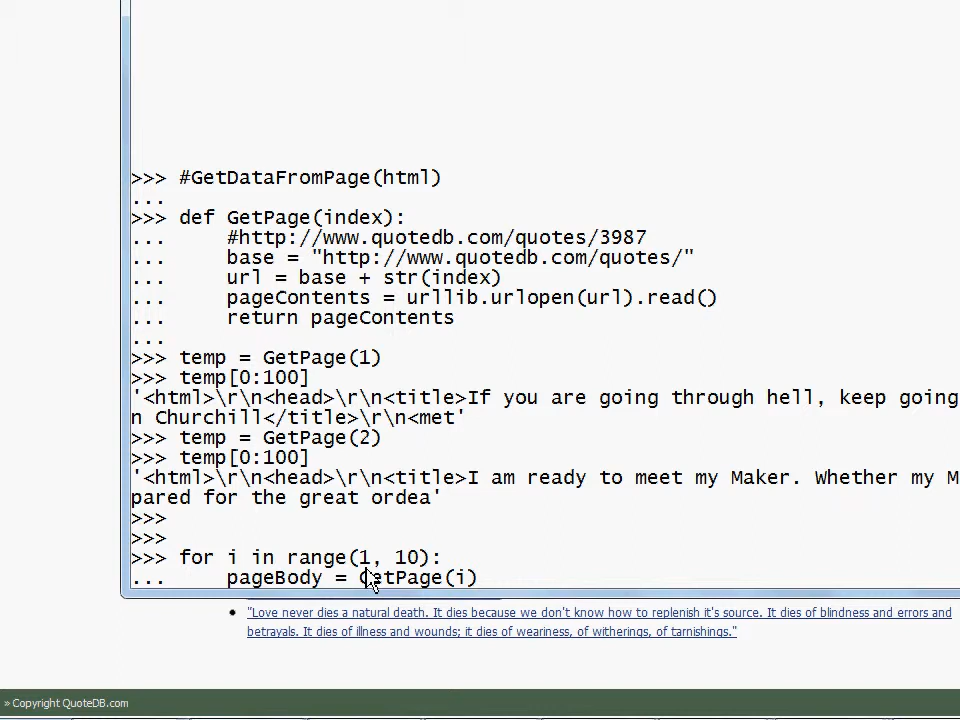 >>> #GetDataFromPage(html)
...
>>> def GetPage(index):
...     #http://www.quotedb.com/quotes/3987
...     base = "http://www.quotedb.com/quotes/"
...     url = base + str(index)
...     pageContents = urllib.urlopen(url).read()
...     return pageContents
...
>>> temp = GetPage(1)
>>> temp[0:100]
'<html>\r\n<head>\r\n<title>If you are going through hell, keep going
n Churchill</title>\r\n<met'
>>> temp = GetPage(2)
>>> temp[0:100]
'<html>\r\n<head>\r\n<title>I am ready to meet my Maker. Whether my M
pared for the great ordea'
>>>
>>>
>>> for i in range(1, 10):
...     pageBody = GetPage(i)
"Love never dies a natural death. It dies because we don't know how to replenish it's source. It dies of blindness and errors and
betrayals. It dies of illness and wounds; it dies of weariness, of witherings, of tarnishings."
» Copyright QuoteDB.com